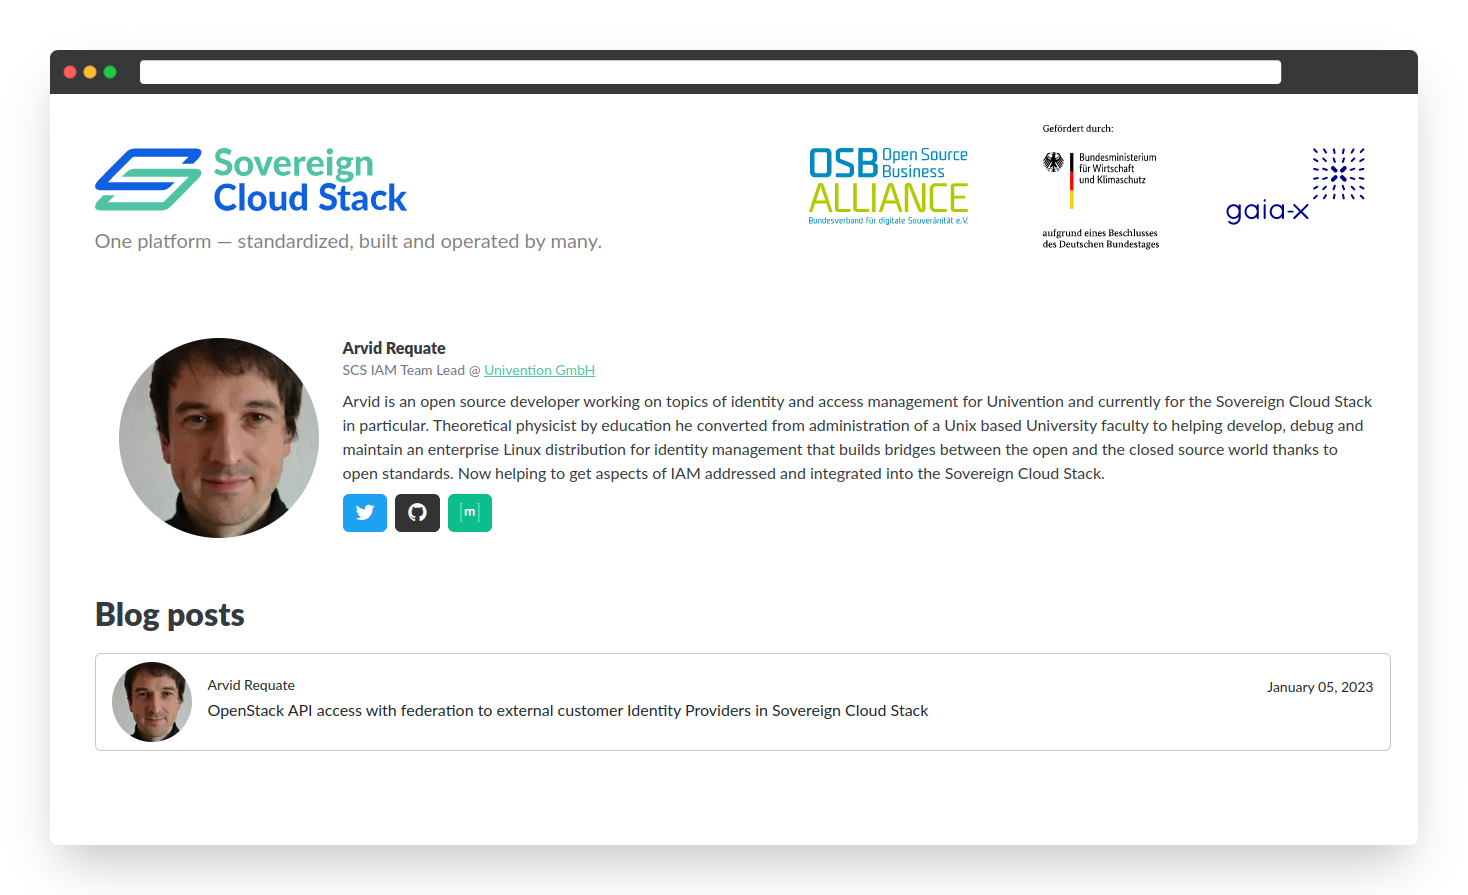 Sovereign
Cloud Stack
One platform — standardized, built and operated by many.
OSB Open Source
Business
ALLIANCE
Bundesverband für digitale Souveränität e.V.
Gefördert durch:
Bundesministerium
für Wirtschaft
und Klimaschutz
aufgrund eines Beschlusses
des Deutschen Bundestages
gaia-x
Arvid Requate
SCS IAM Team Lead @ Univention GmbH
Arvid is an open source developer working on topics of identity and access management for Univention and currently for the Sovereign Cloud Stack
in particular. Theoretical physicist by education he converted from administration of a Unix based University faculty to helping develop, debug and
maintain an enterprise Linux distribution for identity management that builds bridges between the open and the closed source world thanks to
open standards. Now helping to get aspects of IAM addressed and integrated into the Sovereign Cloud Stack.
[m]
Blog posts
Arvid Requate
January 05, 2023
OpenStack API access with federation to external customer Identity Providers in Sovereign Cloud Stack